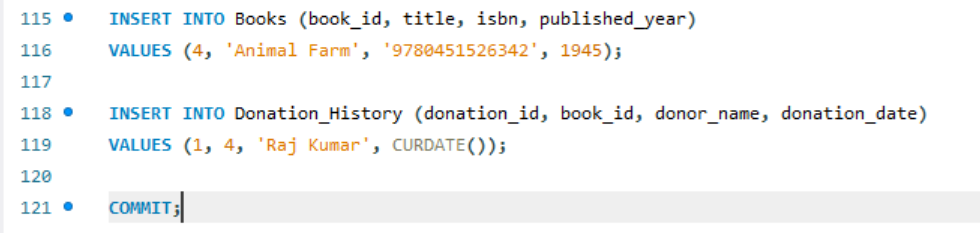 115 INSERT INTO Books (book_id, title, isbn, published_year)
116 VALUES (4, 'Animal Farm', '9780451526342', 1945);
117
118 INSERT INTO Donation_History (donation_id, book_id, donor_name, donation_date)
119 VALUES (1, 4, 'Raj Kumar', CURDATE());
120
121 COMMIT;